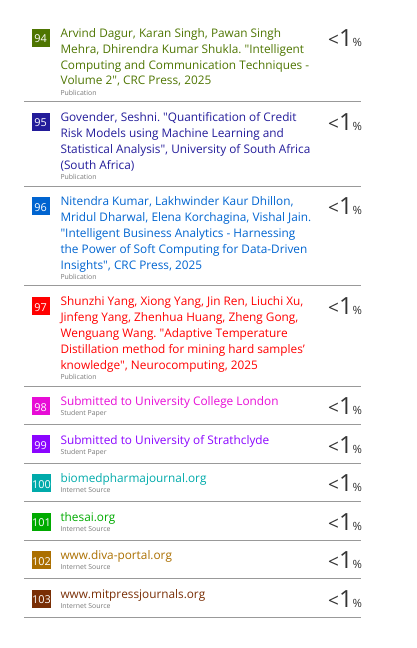 94
Arvind Dagur, Karan Singh, Pawan Singh
Mehra, Dhirendra Kumar Shukla. "Intelligent
Computing and Communication Techniques -
Volume 2", CRC Press, 2025
Publication
<1%
95
Govender, Seshni. "Quantification of Credit
Risk Models using Machine Learning and
Statistical Analysis", University of South Africa
(South Africa)
Publication
<1%
96
Nitendra Kumar, Lakhwinder Kaur Dhillon,
Mridul Dharwal, Elena Korchagina, Vishal Jain.
"Intelligent Business Analytics - Harnessing
the Power of Soft Computing for Data-Driven
Insights", CRC Press, 2025
Publication
<1%
97
Shunzhi Yang, Xiong Yang, Jin Ren, Liuchi Xu,
Jinfeng Yang, Zhenhua Huang, Zheng Gong,
Wenguang Wang. "Adaptive Temperature
Distillation method for mining hard samples’
knowledge", Neurocomputing, 2025
Publication
<1%
98
Submitted to University College London
Student Paper
<1%
99
Submitted to University of Strathclyde
Student Paper
<1%
100
biomedpharmajournal.org
Internet Source
<1%
101
thesai.org
Internet Source
<1%
102
www.diva-portal.org
Internet Source
<1%
103
www.mitpressjournals.org
Internet Source
<1%